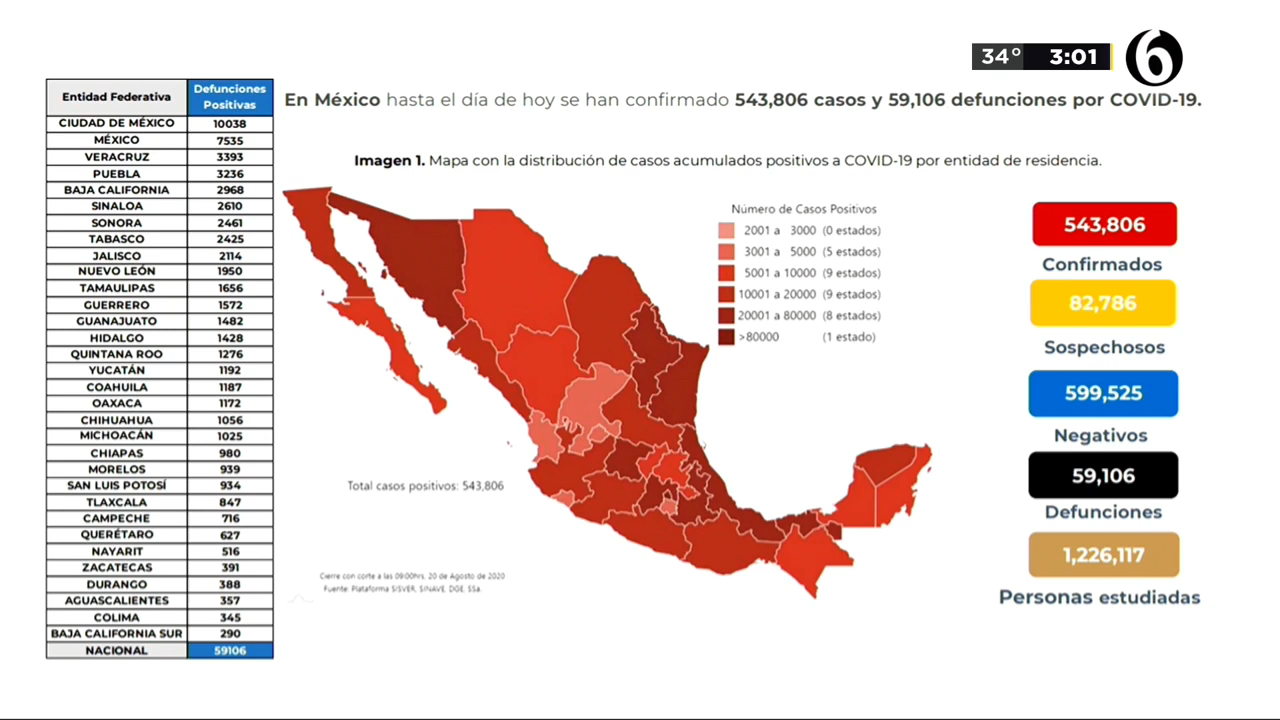 34° 3:01 6
Entidad Federativa Defunciones Positivas
CIUDAD DE MÉXICO 10038
MÉXICO 7535
VERACRUZ 3393
PUEBLA 3236
BAJA CALIFORNIA 2968
SINALOA 2610
SONORA 2461
TABASCO 2425
JALISCO 2114
NUEVO LEÓN 1950
TAMAULIPAS 1656
GUERRERO 1572
GUANAJUATO 1482
HIDALGO 1428
QUINTANA ROO 1276
YUCATÁN 1192
COAHUILA 1187
OAXACA 1172
CHIHUAHUA 1056
MICHOACÁN 1025
CHIAPAS 980
MORELOS 939
SAN LUIS POTOSÍ 934
TLAXCALA 847
CAMPECHE 716
QUERÉTARO 627
NAYARIT 516
ZACATECAS 391
DURANGO 388
AGUASCALIENTES 357
COLIMA 345
BAJA CALIFORNIA SUR 290
NACIONAL 59106
En México hasta el día de hoy se han confirmado 543,806 casos y 59,106 defunciones por COVID-19.
Imagen 1. Mapa con la distribución de casos acumulados positivos a COVID-19 por entidad de residencia.
Número de Casos Positivos
2001 a 3000 (0 estados)
3001 a 5000 (5 estados)
5001 a 10000 (9 estados)
10001 a 20000 (9 estados)
20001 a 80000 (8 estados)
>80000 (1 estado)
Total casos positivos: 543,806
Cierre con corte a las 09:00hrs, 20 de Agosto de 2020
Fuente: Plataforma SISVER, SINAVE, DGE, SSa.
543,806
Confirmados
82,786
Sospechosos
599,525
Negativos
59,106
Defunciones
1,226,117
Personas estudiadas